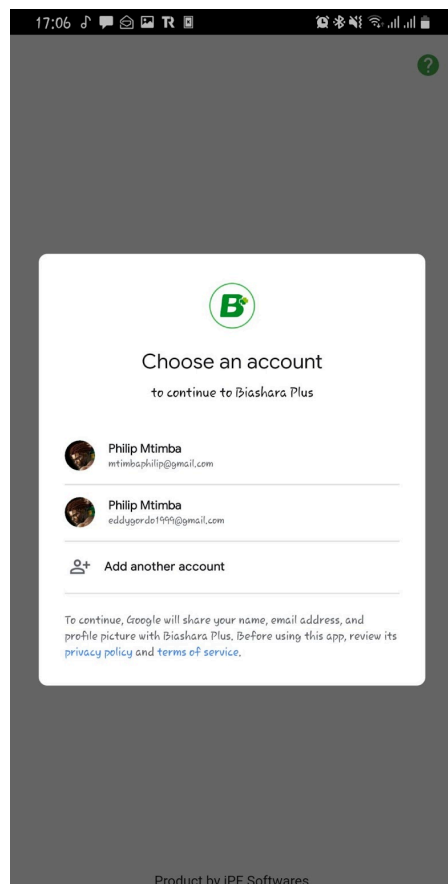 17:06
Choose an account
to continue to Biashara Plus
Philip Mtimba
mtimbaphilip@gmail.com
Philip Mtimba
eddygordo1999@gmail.com
Add another account
To continue, Google will share your name, email address, and
profile picture with Biashara Plus. Before using this app, review its
privacy policy and terms of service.
Product by iPF Softwares